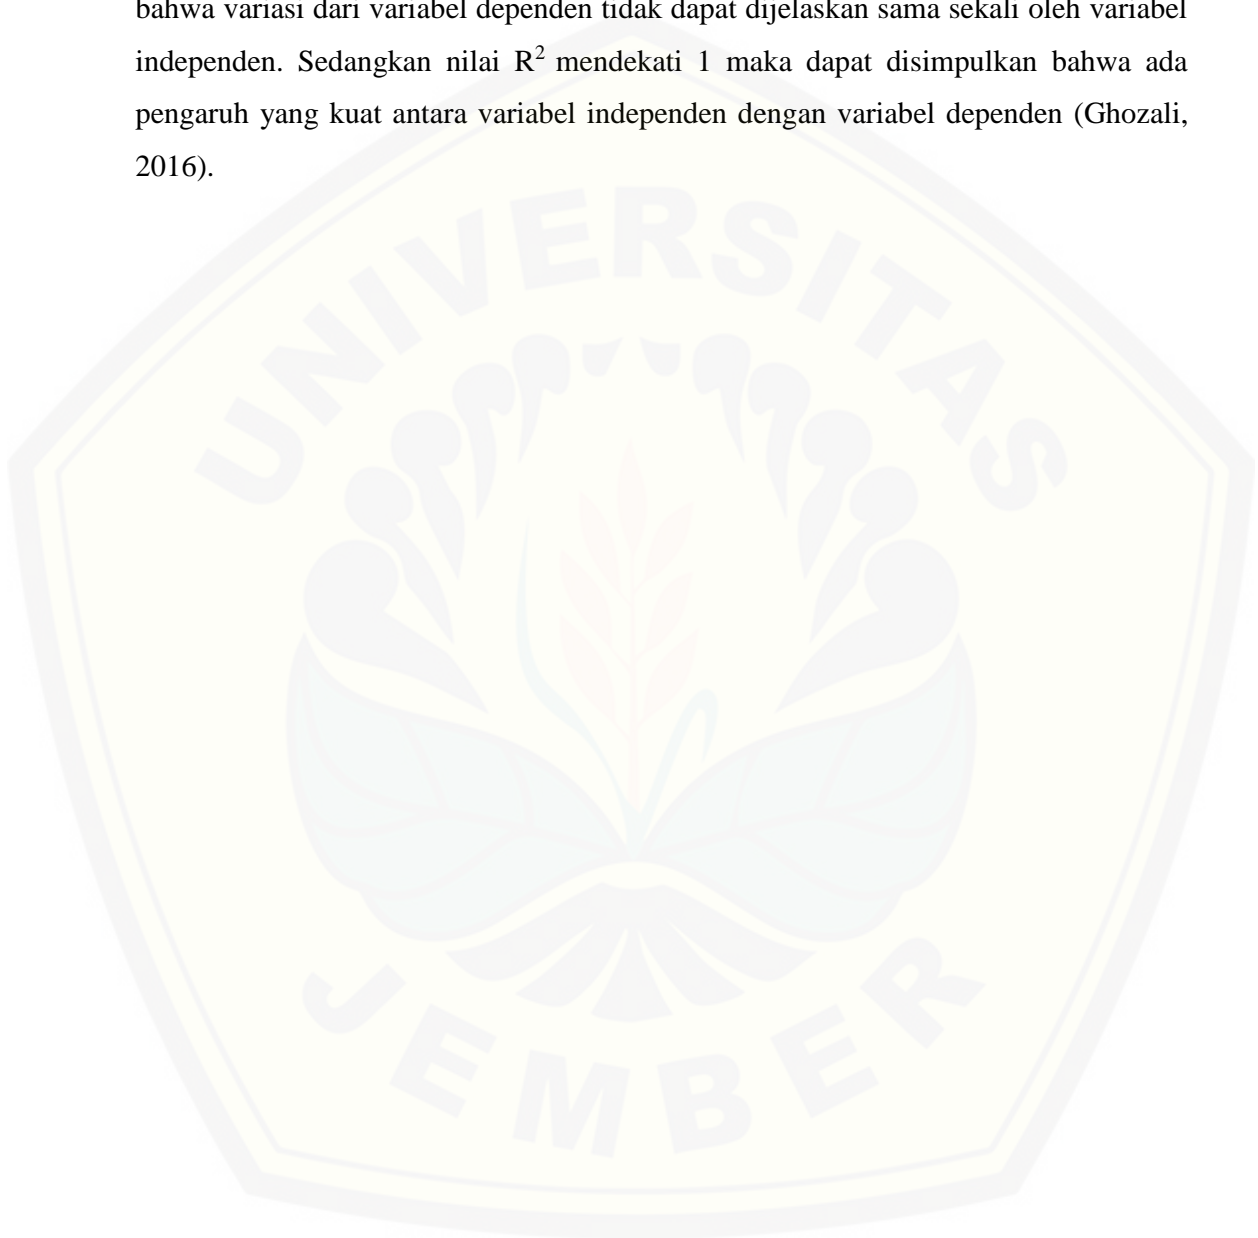 bahwa variasi dari variabel dependen tidak dapat dijelaskan sama sekali oleh variabel
independen. Sedangkan nilai R² mendekati 1 maka dapat disimpulkan bahwa ada
pengaruh yang kuat antara variabel independen dengan variabel dependen (Ghozali,
2016).
UNIVERSITAS
JEMBER